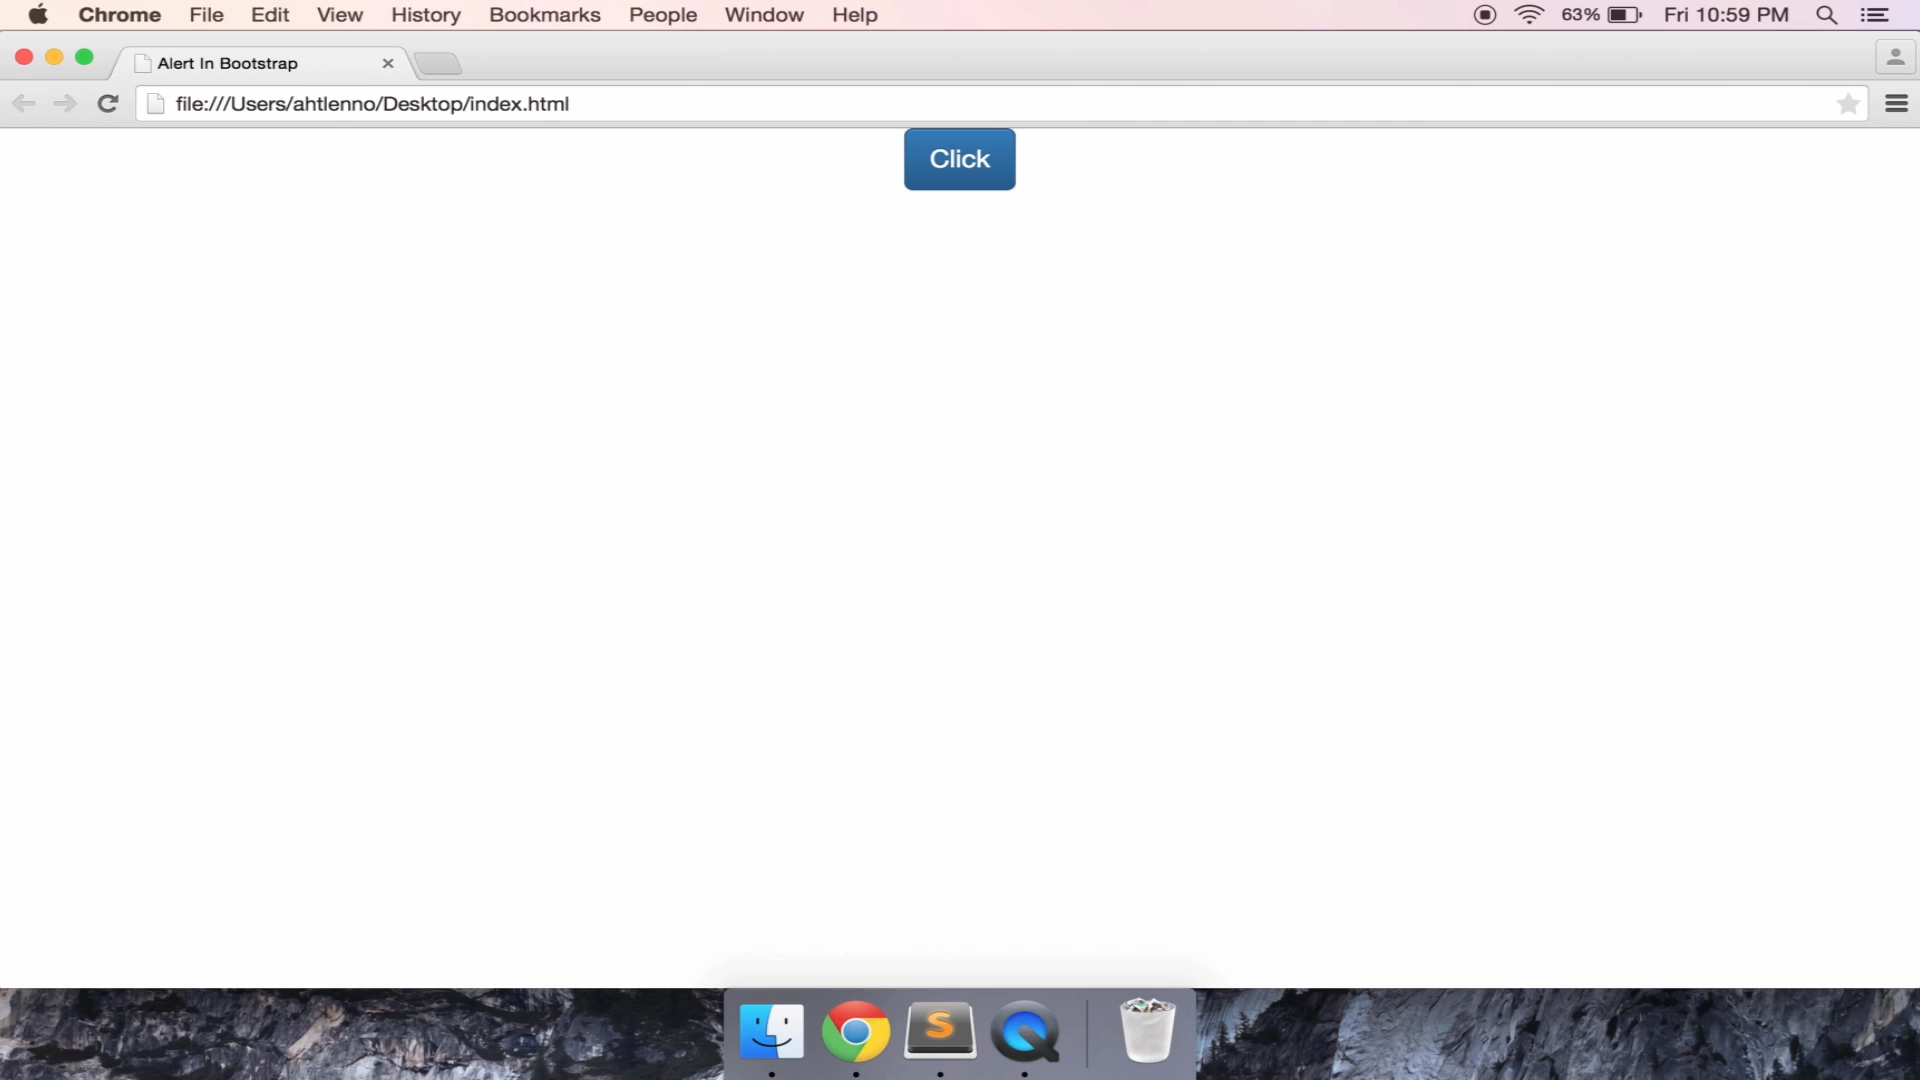 Chrome File Edit View History Bookmarks People Window Help 63% Fri 10:59 PM
Alert In Bootstrap
file:///Users/ahtlenno/Desktop/index.html
Click
S